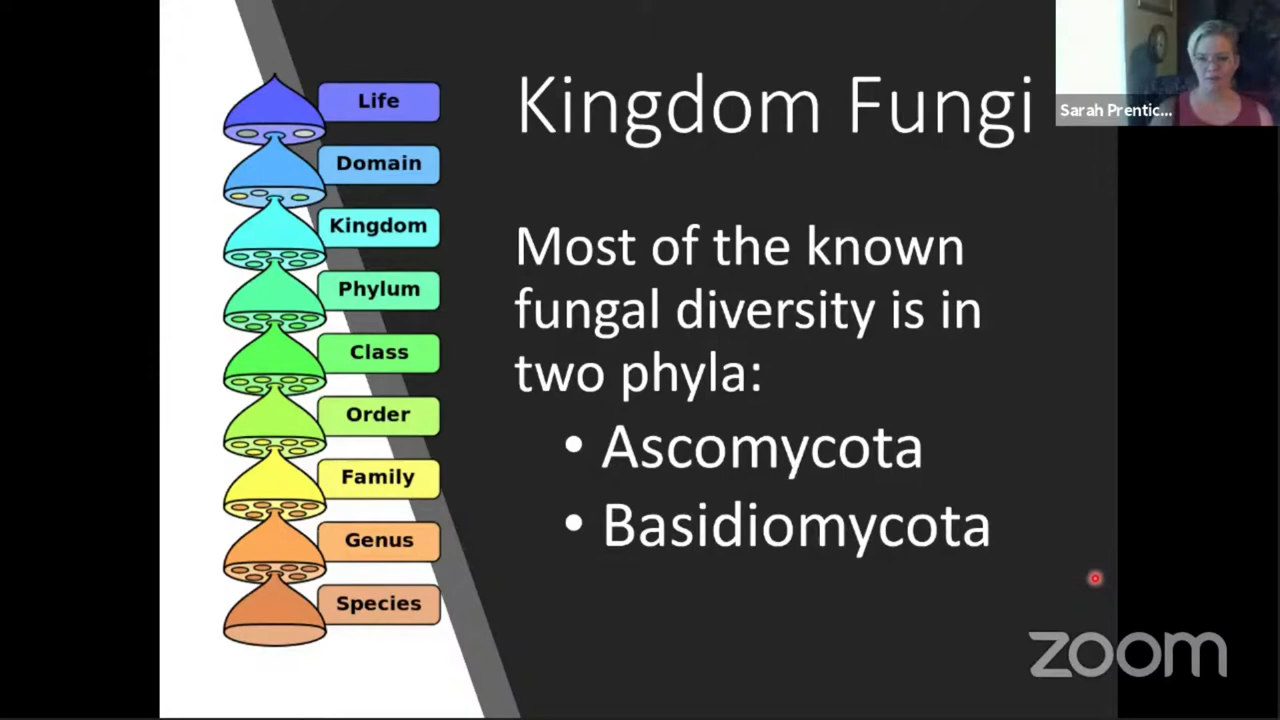 Life
Domain
Kingdom
Phylum
Class
Order
Family
Genus
Species
Kingdom Fungi
Most of the known
fungal diversity is in
two phyla:
• Ascomycota
• Basidiomycota
Sarah Prentic...
zoom